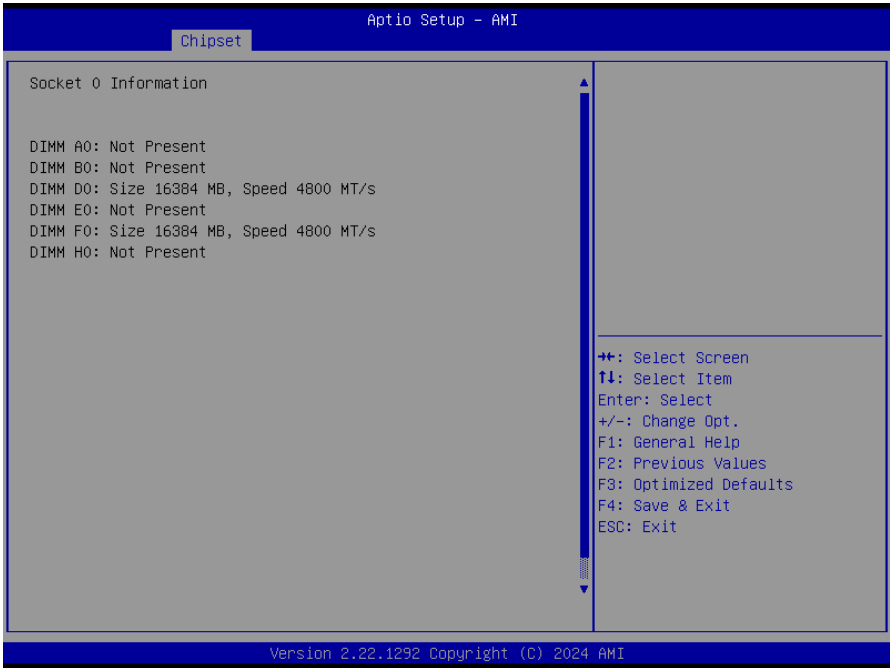 Aptio Setup – AMI
Chipset
Socket 0 Information
DIMM A0: Not Present
DIMM B0: Not Present
DIMM D0: Size 16384 MB, Speed 4800 MT/s
DIMM E0: Not Present
DIMM F0: Size 16384 MB, Speed 4800 MT/s
DIMM H0: Not Present
→←: Select Screen
↑↓: Select Item
Enter: Select
+/-: Change Opt.
F1: General Help
F2: Previous Values
F3: Optimized Defaults
F4: Save & Exit
ESC: Exit
Version 2.22.1292 Copyright (C) 2024 AMI